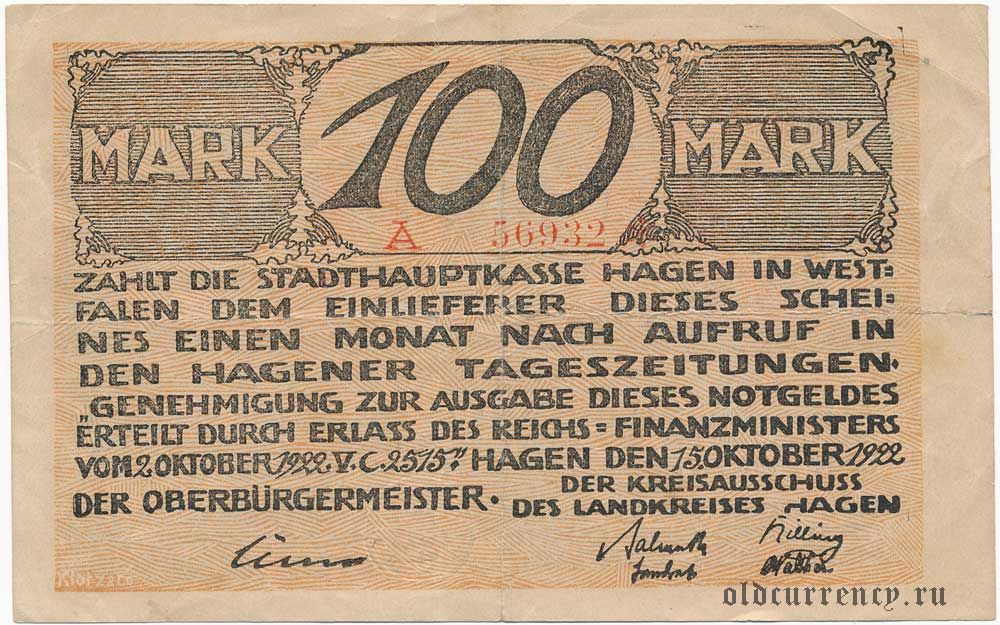 MARK 100 MARK
A 56932
ZAHLT DIE STADTHAUPTKASSE HAGEN IN WEST=
FALEN DEM EINLIEFERER DIESES SCHEI=
NES EINEN MONAT NACH AUFRUF IN
DEN HAGENER TAGESZEITUNGEN.
„GENEHMIGUNG ZUR AUSGABE DIESES NOTGELDES
ERTEILT DURCH ERLASS DES REICHS=FINANZMINISTERS
VOM 2. OKTOBER 1922. V. C. 2515." HAGEN DEN 15. OKTOBER 1922
DER OBERBÜRGERMEISTER.
DER KREISAUSSCHUSS
DES LANDKREISES HAGEN
Killing
oldcurrency.ru